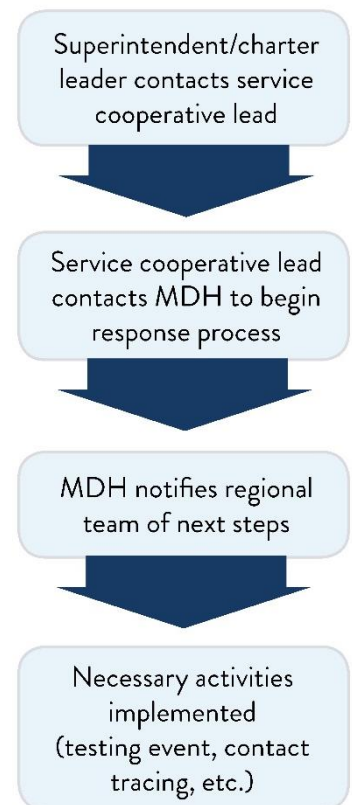 Superintendent/charter
leader contacts service
cooperative lead
Service cooperative lead
contacts MDH to begin
response process
MDH notifies regional
team of next steps
Necessary activities
implemented
(testing event, contact
tracing, etc.)